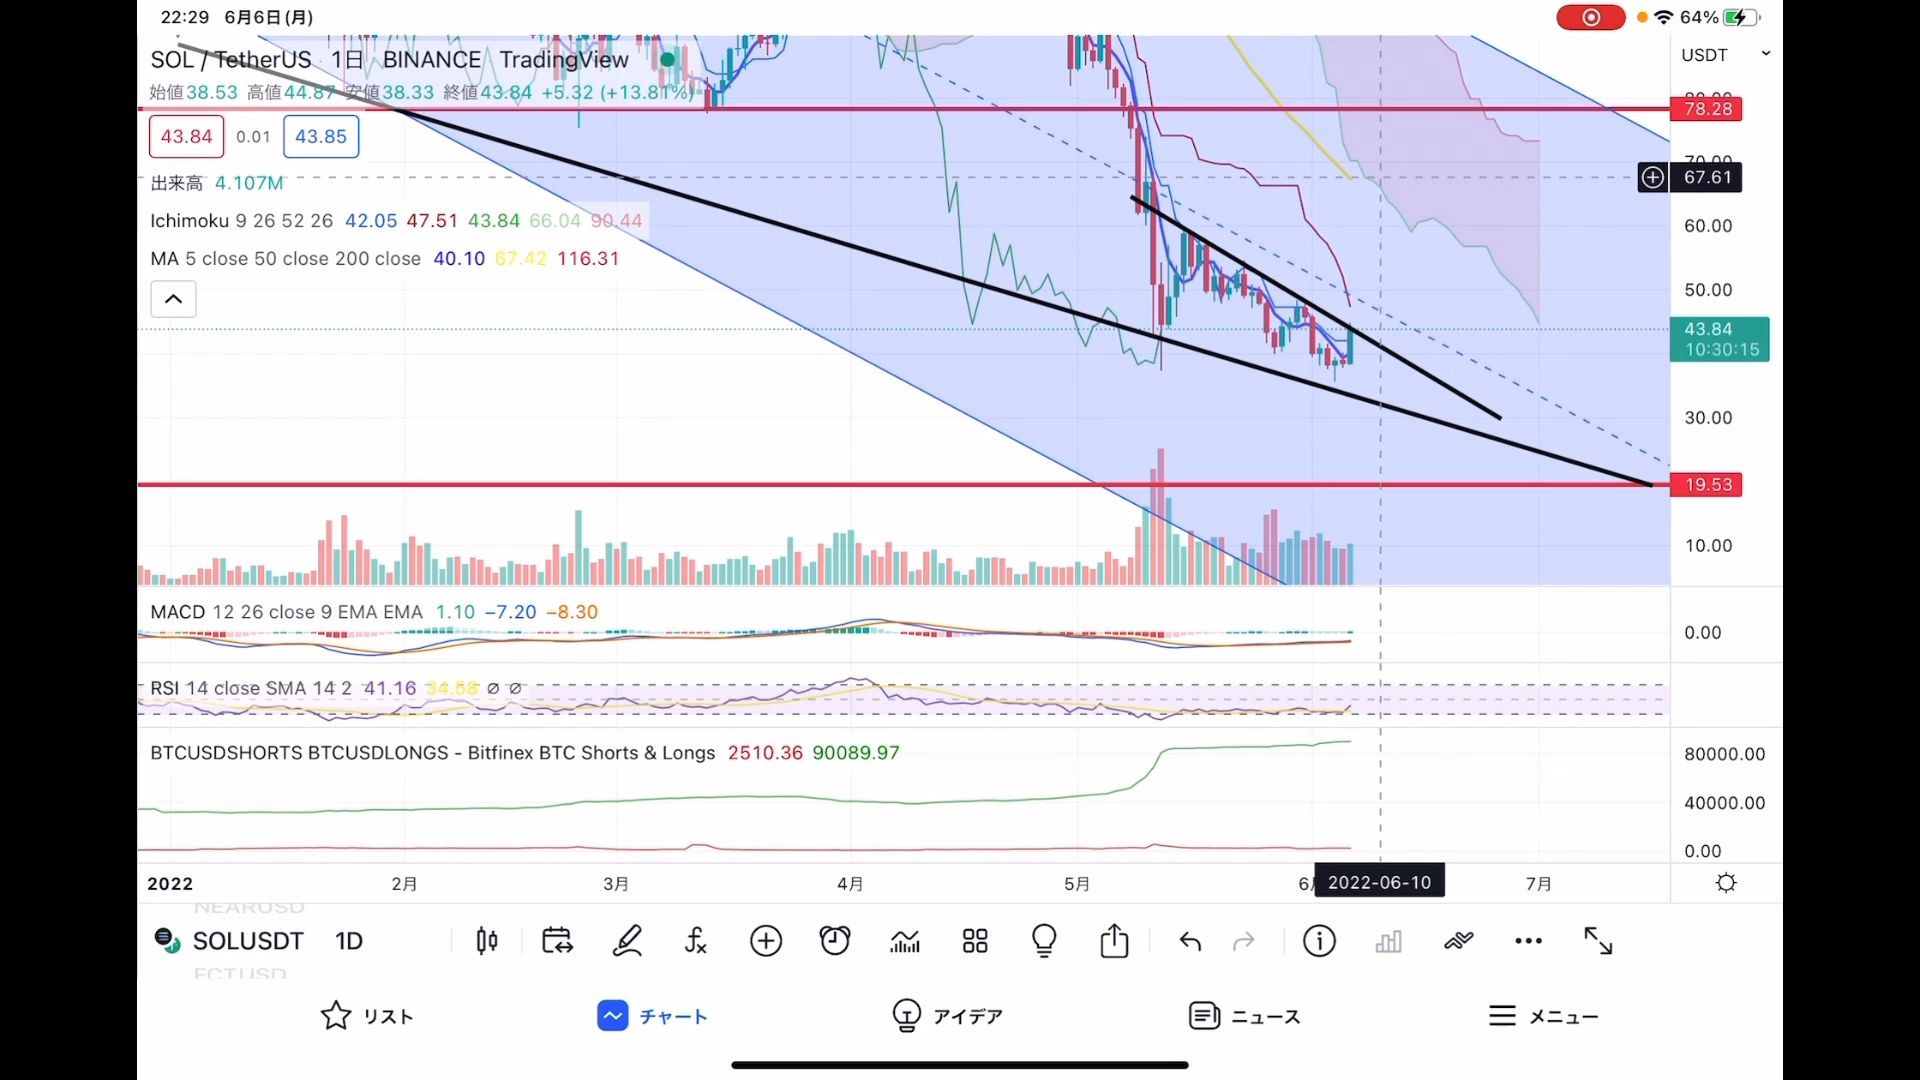 22:29 6月6日(月)
64%
SOL / TetherUS · 1日 · BINANCE · TradingView
USDT
始値38.53 高値44.87 安値38.33 終値43.84 +5.32 (+13.81%)
80.00
78.28
43.84 0.01 43.85
70.00
67.61
出来高 4.107M
Ichimoku 9 26 52 26 42.05 47.51 43.84 66.04 90.44
60.00
MA 5 close 50 close 200 close 40.10 67.42 116.31
50.00
43.84
10:30:15
30.00
19.53
10.00
MACD 12 26 close 9 EMA EMA 1.10 −7.20 −8.30
0.00
RSI 14 close SMA 14 2 41.16 34.58 ∅ ∅
BTCUSDSHORTS BTCUSDLONGS - Bitfinex BTC Shorts & Longs 2510.36 90089.97
80000.00
40000.00
0.00
2022 2月 3月 4月 5月 6月 2022-06-10 7月
NEARUSD
SOLUSDT 1D
FCTUSD
リスト チャート アイデア ニュース メニュー